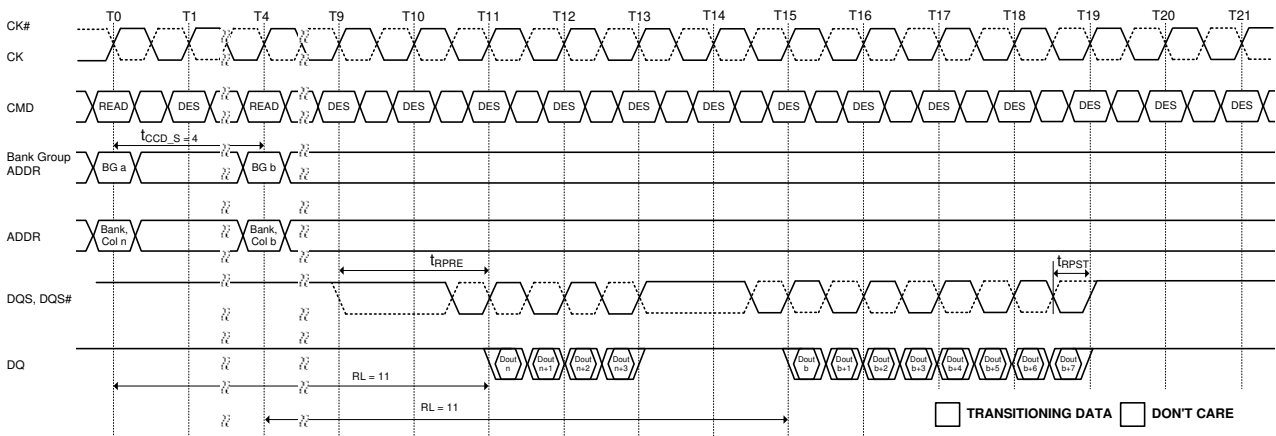 T0 T1 T4 T9 T10 T11 T12 T13 T14 T15 T16 T17 T18 T19 T20 T21
CK#
CK
CMD
READ DES READ DES DES DES DES DES DES DES DES DES DES DES DES DES
tCCD_S = 4
Bank Group
ADDR
BG a BG b
ADDR
Bank,
Col n
Bank,
Col b
tRPRE
tRPST
DQS, DQS#
DQ
Dout
n
Dout
n+1
Dout
n+2
Dout
n+3
Dout
b
Dout
b+1
Dout
b+2
Dout
b+3
Dout
b+4
Dout
b+5
Dout
b+6
Dout
b+7
RL = 11
RL = 11
TRANSITIONING DATA DON'T CARE